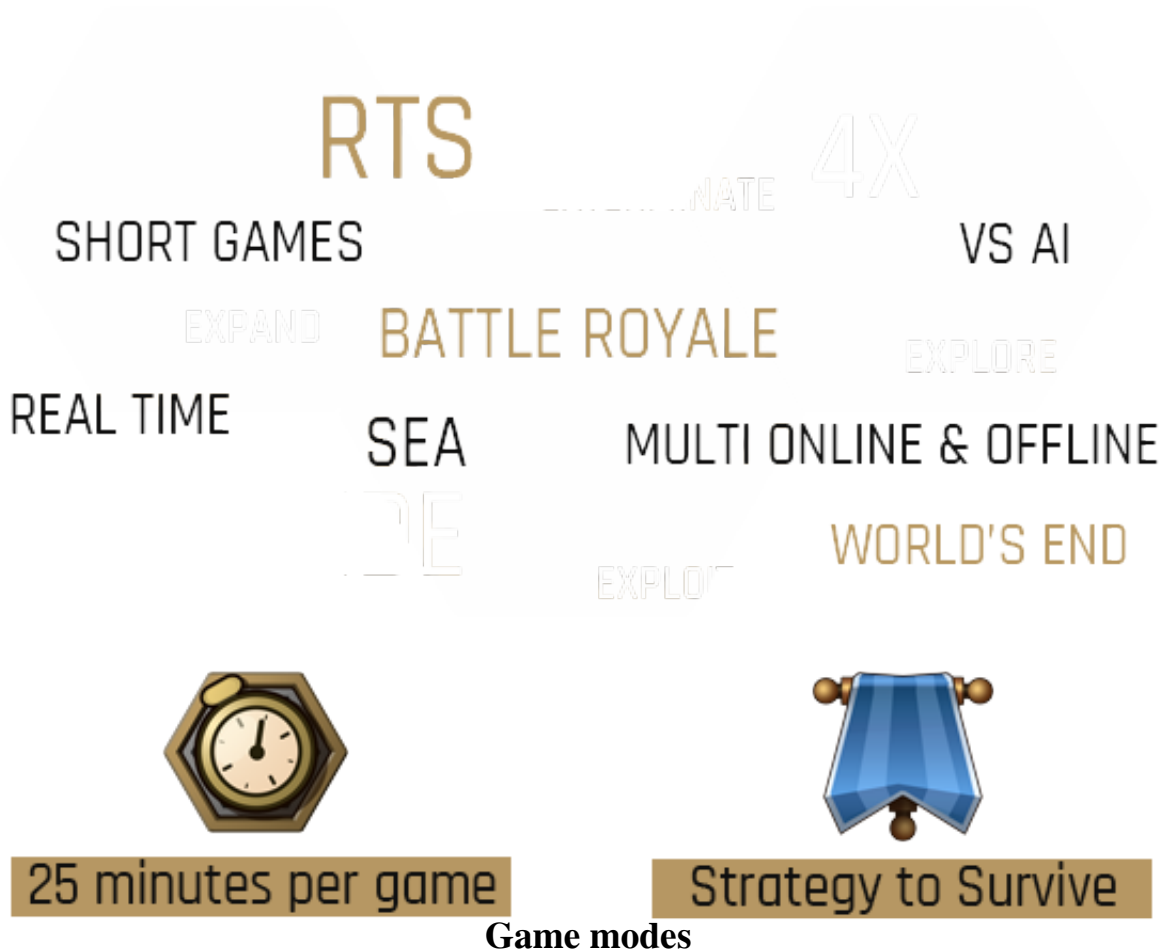 RTS
4X
SHORT GAMES
VS AI
EXPAND
BATTLE ROYALE
EXPLORE
REAL TIME
SEA
MULTI ONLINE & OFFLINE
WORLD'S END
25 minutes per game
Strategy to Survive
Game modes